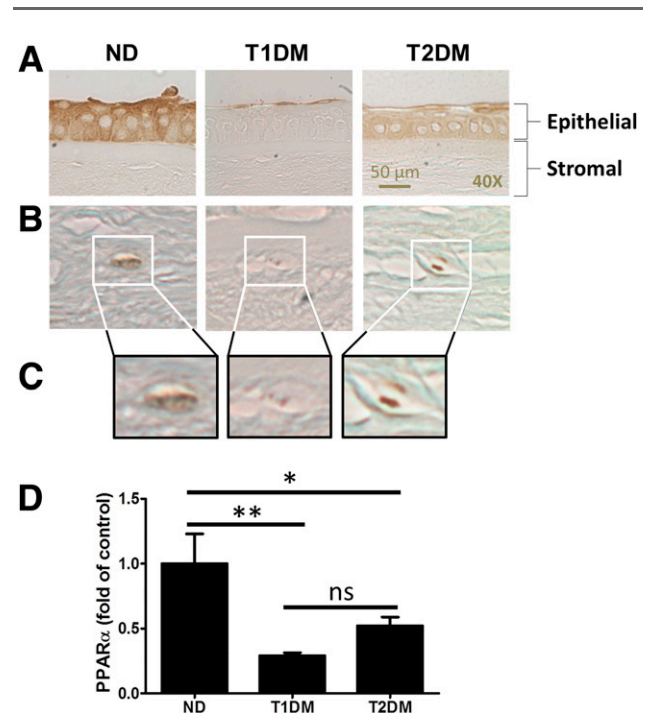 ND T1DM T2DM
A
Epithelial
Stromal
50 µm 40X
B
C
D
* 
**
ns
PPARα (fold of control)
1.5
1.0
0.5
0.0
ND T1DM T2DM